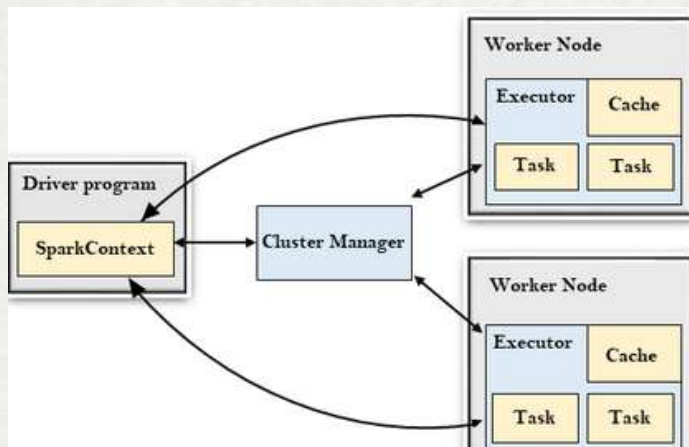 Worker Node
Executor
Cache
Task
Task
Driver program
SparkContext
Cluster Manager
Worker Node
Executor
Cache
Task
Task